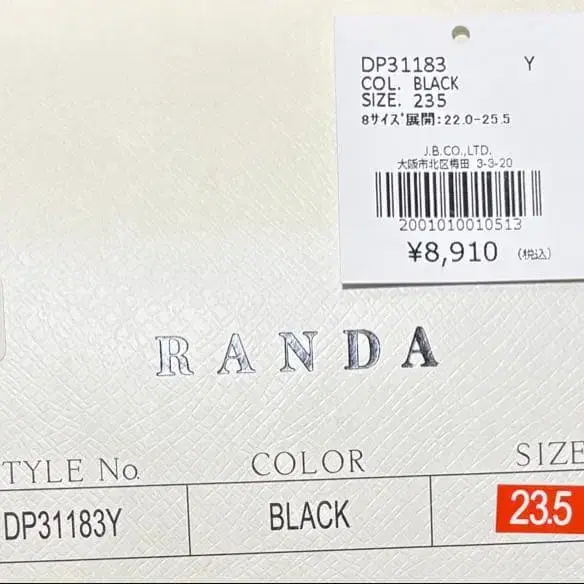 DP31183 Y
COL. BLACK
SIZE. 235
8サイズ展開:22.0-25.5
J.B.CO.,LTD.
大阪市北区梅田 3-3-20
2001010010513
¥8,910 (税込)
RANDA
TYLE No. COLOR SIZE
DP31183Y BLACK 23.5